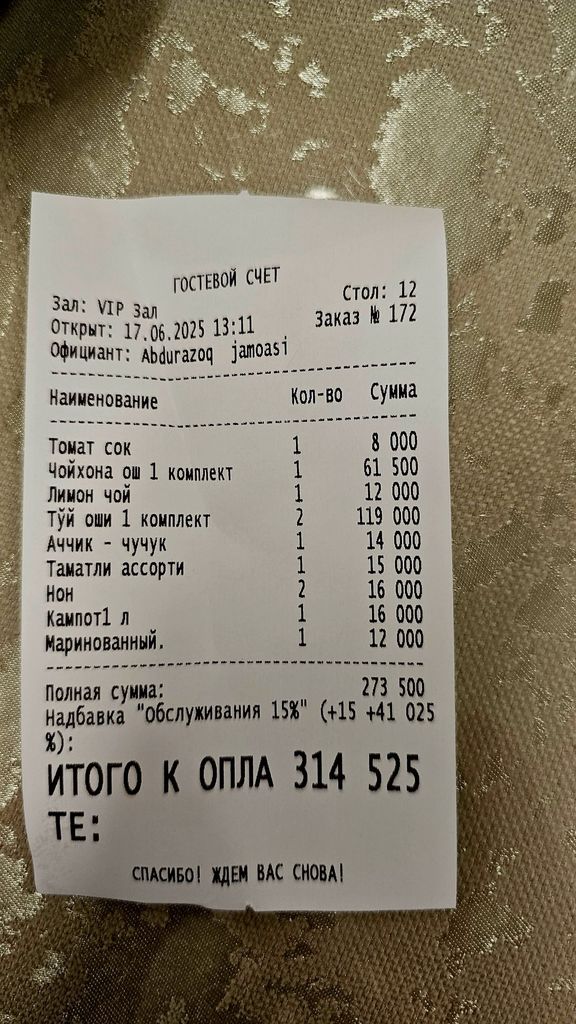 ГОСТЕВОЙ СЧЕТ
Зал: VIP Зал Стол: 12
Открыт: 17.06.2025 13:11 Заказ № 172
Официант: Abdurazoq jamoasi
Наименование Кол-во Сумма
Томат сок 1 8 000
Чойхона ош 1 комплект 1 61 500
Лимон чой 1 12 000
Тўй оши 1 комплект 2 119 000
Аччик - чучук 1 14 000
Таматли ассорти 1 15 000
Нон 2 16 000
Кампот1 л 1 16 000
Маринованный. 1 12 000
Полная сумма: 273 500
Надбавка "Обслуживания 15%" (+15 +41 025
%):
ИТОГО К ОПЛА 314 525
ТЕ:
СПАСИБО! ЖДЕМ ВАС СНОВА!